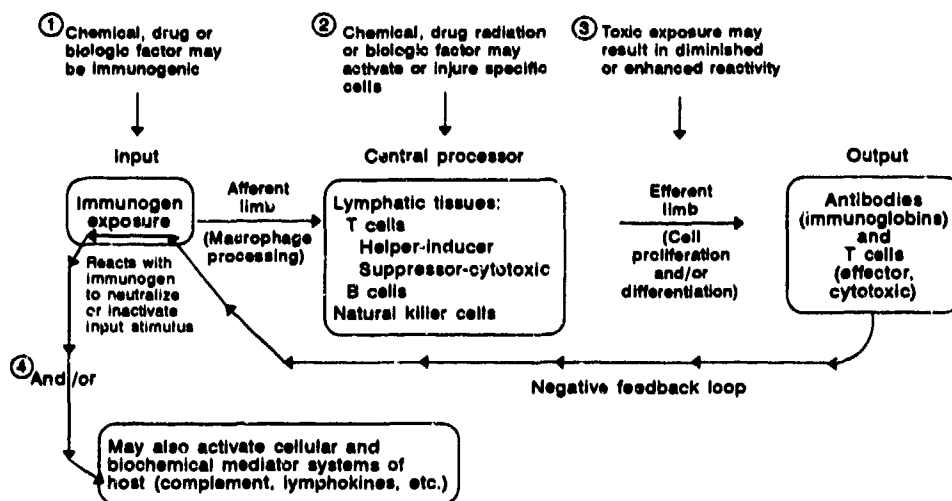 ① Chemical, drug or
biologic factor may
be immunogenic
② Chemical, drug radiation
or biologic factor may
activate or injure specific
cells
③ Toxic exposure may
result in diminished
or enhanced reactivity
Input
Immunogen
exposure
Afferent
limb
(Macrophage
processing)
Central processor
Lymphatic tissues:
T cells
Helper-inducer
Suppressor-cytotoxic
B cells
Natural killer cells
Efferent
limb
(Cell
proliferation
and/or
differentiation)
Output
Antibodies
(immunoglobins)
and
T cells
(effector,
cytotoxic)
Reacts with
immunogen
to neutralize
or inactivate
input stimulus
Negative feedback loop
④ And/or
May also activate cellular and
biochemical mediator systems of
host (complement, lymphokines, etc.)